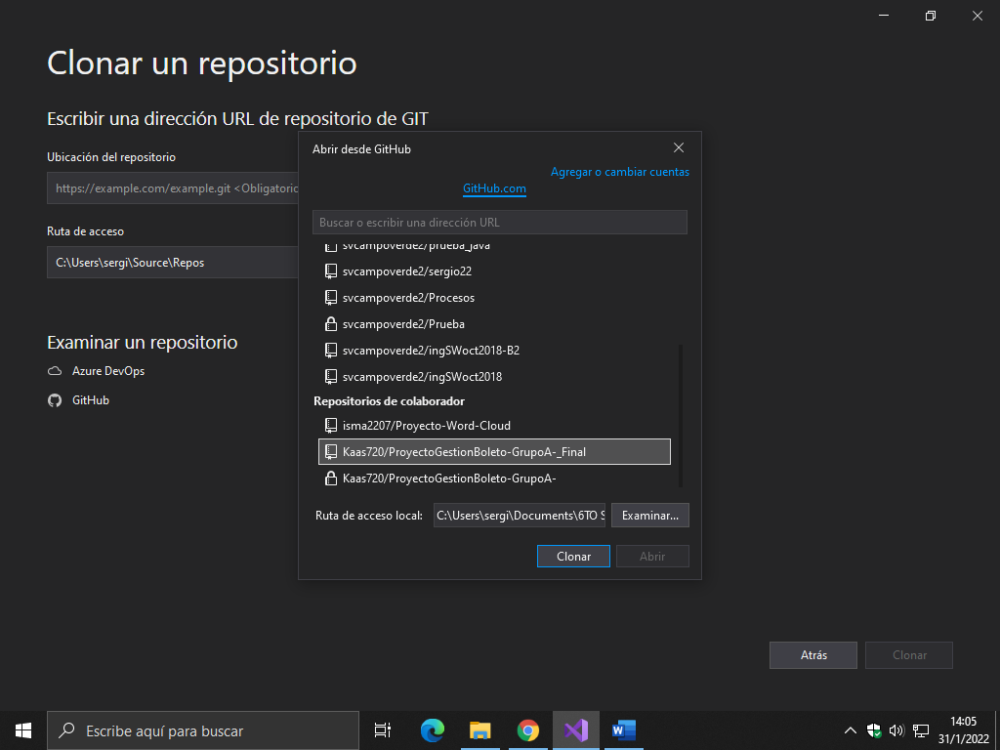 Clonar un repositorio
Escribir una dirección URL de repositorio de GIT
Ubicación del repositorio
https://example.com/example.git <Obligatorio
Ruta de acceso
C:\Users\sergi\Source\Repos
Examinar un repositorio
Azure DevOps
GitHub
Abrir desde GitHub
Agregar o cambiar cuentas
GitHub.com
Buscar o escribir una dirección URL
svcampoverde2/prueba_java
svcampoverde2/sergio22
svcampoverde2/Procesos
svcampoverde2/Prueba
svcampoverde2/ingSWoct2018-B2
svcampoverde2/ingSWoct2018
Repositorios de colaborador
isma2207/Proyecto-Word-Cloud
Kaas720/ProyectoGestionBoleto-GrupoA-_Final
Kaas720/ProyectoGestionBoleto-GrupoA-
Ruta de acceso local: C:\Users\sergi\Documents\6TO S Examinar...
Clonar Abrir
Atrás Clonar
Escribe aquí para buscar
14:05
31/1/2022